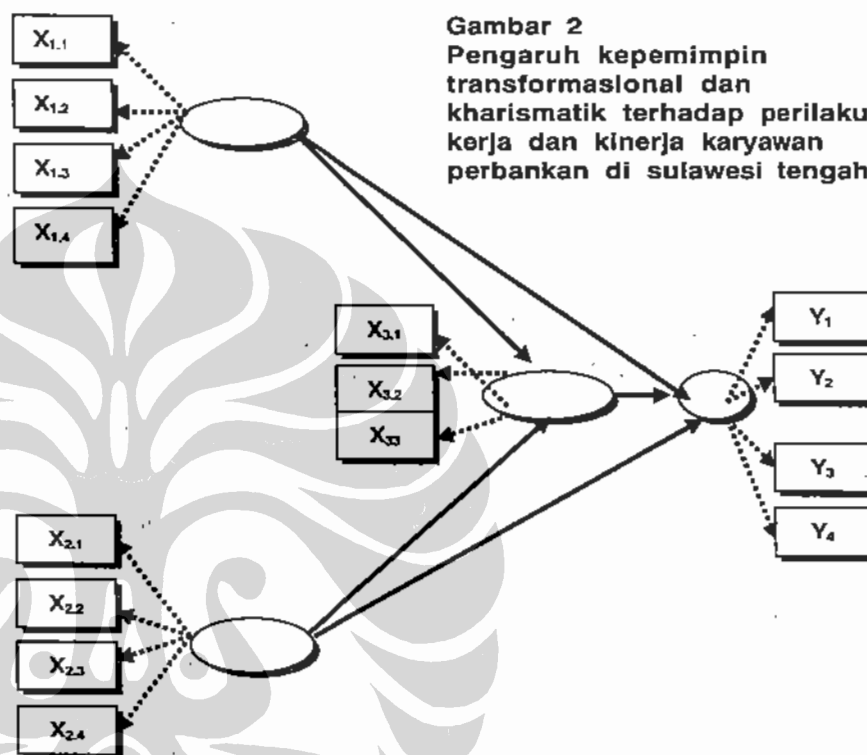 Gambar 2
Pengaruh kepemimpin
transformasional dan
kharismatik terhadap perilaku
kerja dan kinerja karyawan
perbankan di sulawesi tengah
X1.1
X1.2
X1.3
X1.4
X3.1
X3.2
X33
Y1
Y2
Y3
Y4
X2.1
X2.2
X2.3
X2.4